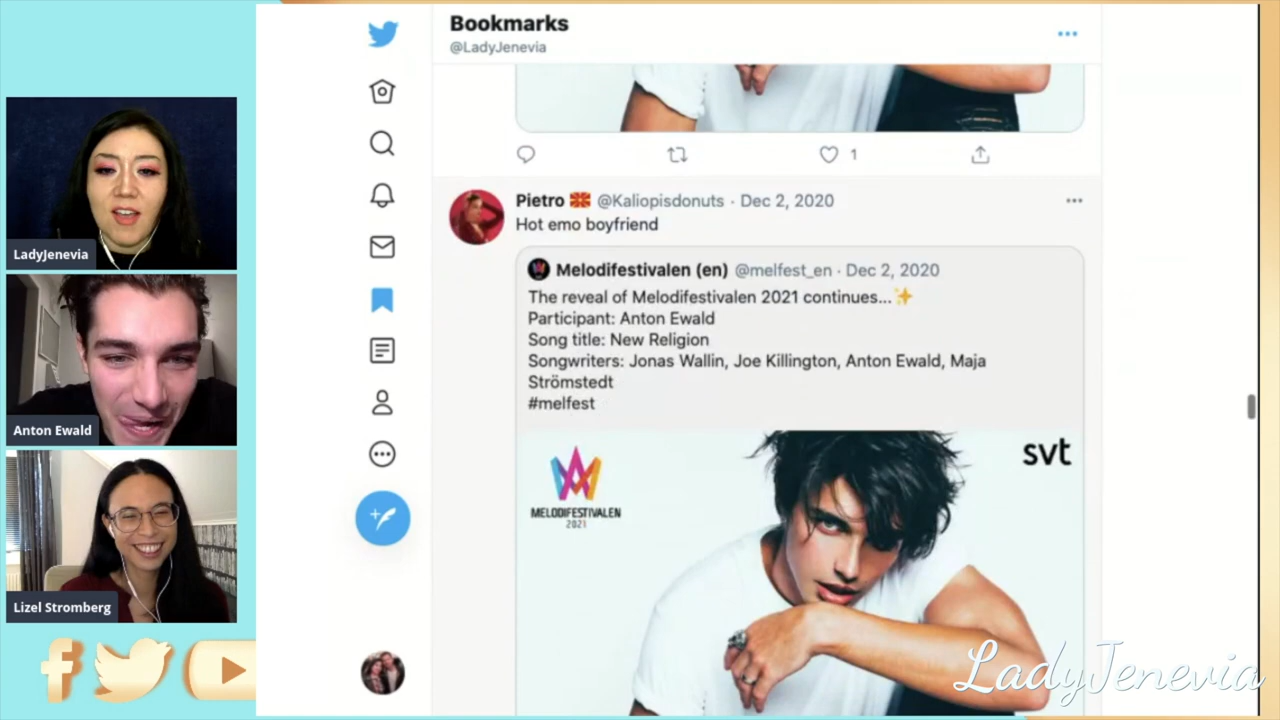 Bookmarks
@LadyJenevia
LadyJenevia
Anton Ewald
Lizel Stromberg
1
Pietro @Kaliopisdonuts · Dec 2, 2020
Hot emo boyfriend
Melodifestivalen (en) @melfest_en · Dec 2, 2020
The reveal of Melodifestivalen 2021 continues...✨
Participant: Anton Ewald
Song title: New Religion
Songwriters: Jonas Wallin, Joe Killington, Anton Ewald, Maja
Strömstedt
#melfest
svt
MELODIFESTIVALEN
2021
LadyJenevia